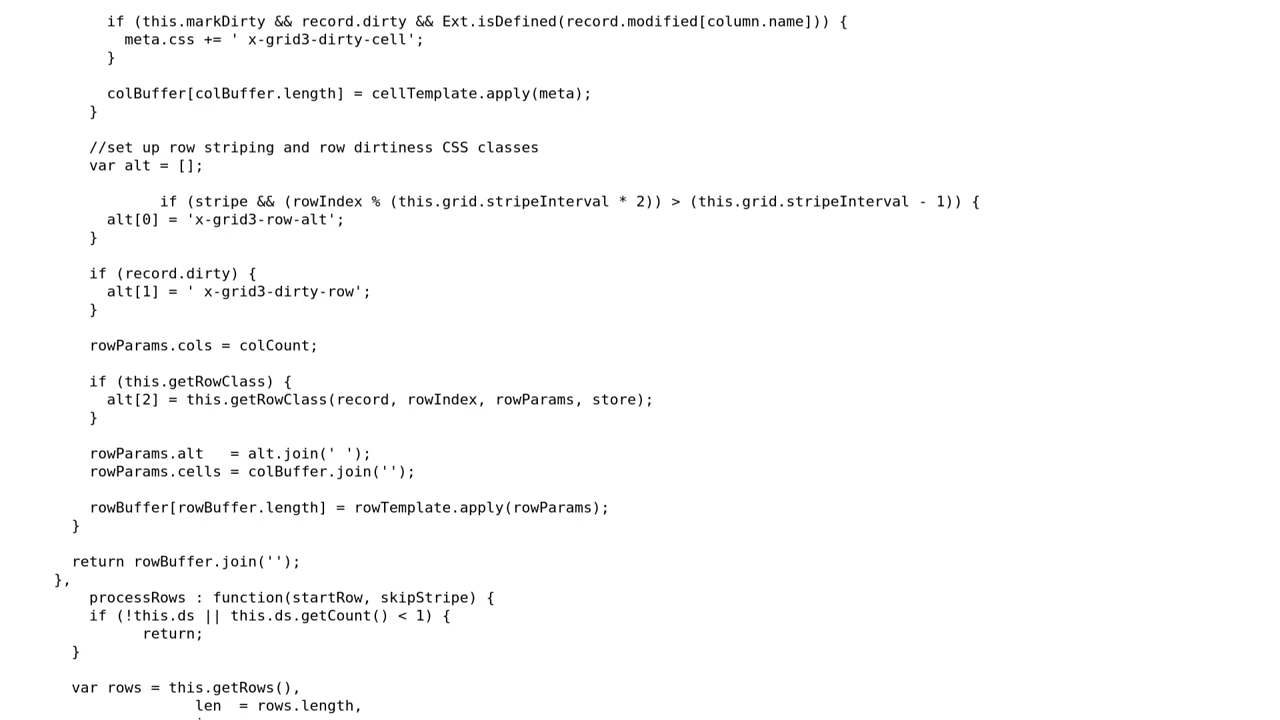 if (this.markDirty && record.dirty && Ext.isDefined(record.modified[column.name])) {
meta.css += ' x-grid3-dirty-cell';
}
colBuffer[colBuffer.length] = cellTemplate.apply(meta);
}
//set up row striping and row dirtiness CSS classes
var alt = [];
if (stripe && (rowIndex % (this.grid.stripeInterval * 2)) > (this.grid.stripeInterval - 1)) {
alt[0] = 'x-grid3-row-alt';
}
if (record.dirty) {
alt[1] = ' x-grid3-dirty-row';
}
rowParams.cols = colCount;
if (this.getRowClass) {
alt[2] = this.getRowClass(record, rowIndex, rowParams, store);
}
rowParams.alt   = alt.join(' ');
rowParams.cells = colBuffer.join('');
rowBuffer[rowBuffer.length] = rowTemplate.apply(rowParams);
}
return rowBuffer.join('');
},
processRows : function(startRow, skipStripe) {
if (!this.ds || this.ds.getCount() < 1) {
return;
}
var rows = this.getRows(),
len  = rows.length,